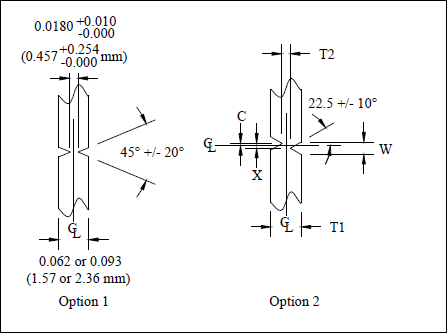 0.0180 +0.010
-0.000
(0.457 +0.254
-0.000 mm)
45° +/- 20°
CL
0.062 or 0.093
(1.57 or 2.36 mm)
Option 1
T2
22.5 +/- 10°
C
CL
W
X
CL
T1
Option 2